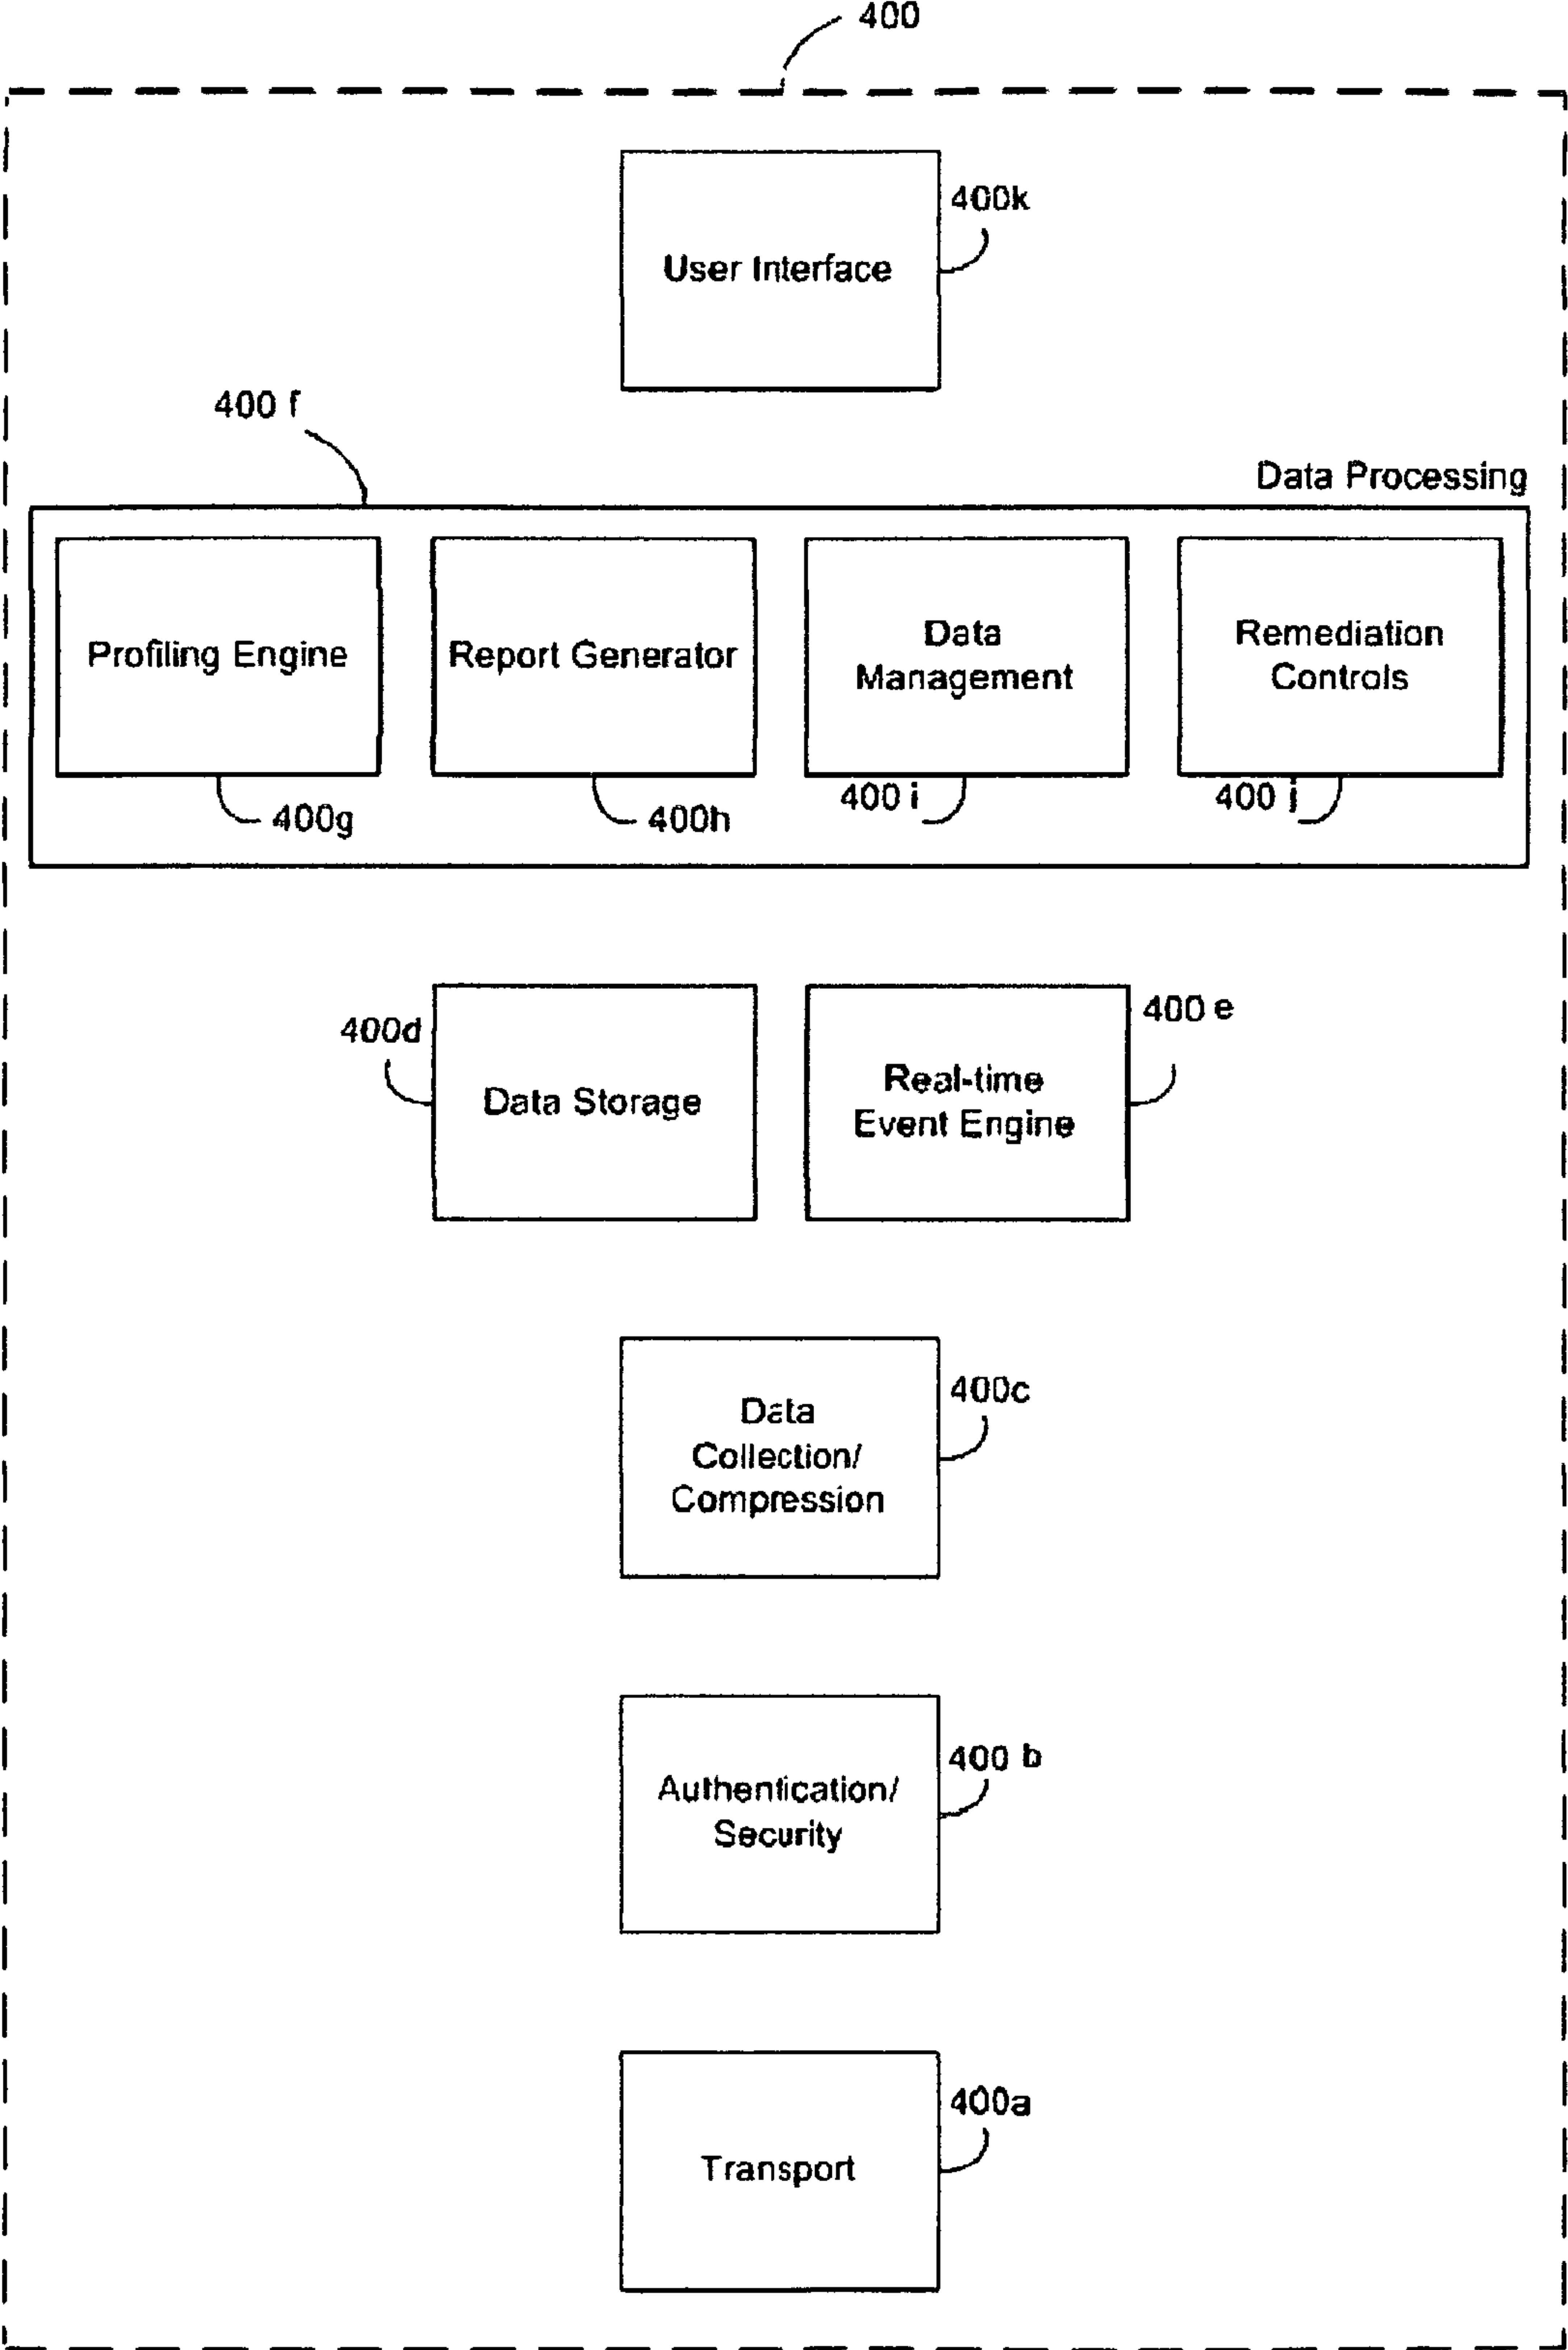 400
400k
User Interface
400 f
Data Processing
Profiling Engine
Report Generator
Data
Management
Remediation
Controls
400g
400h
400 i
400 j
400d
Data Storage
Real-time
Event Engine
400 e
Data
Collection/
Compression
400c
Authentication/
Security
400 b
Transport
400a